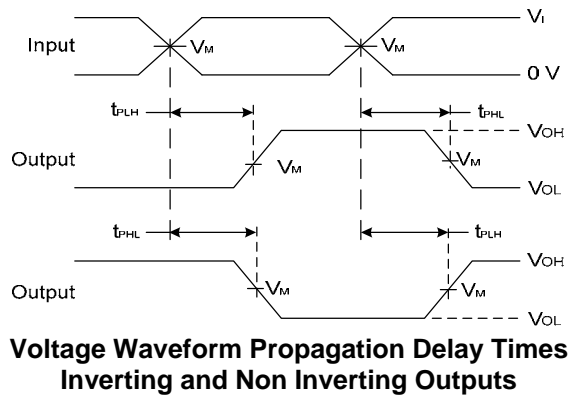 VI
Input VM VM
0 V
tPLH tPHL
VOH
Output VM VM
VOL
tPHL tPLH
VOH
Output VM VM
VOL
Voltage Waveform Propagation Delay Times
Inverting and Non Inverting Outputs